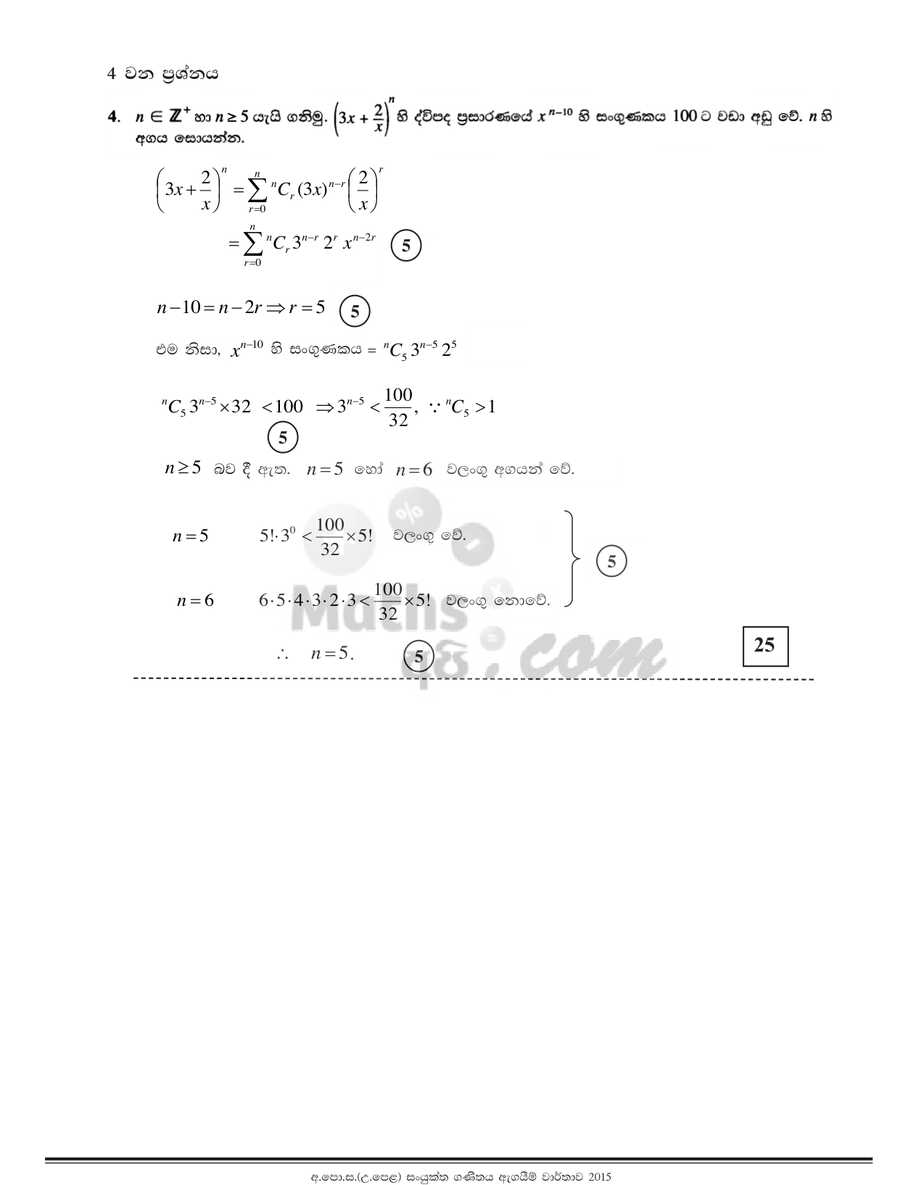 4 වන ප්‍රශ්නය
4. n ∈ ℤ⁺ හා n ≥ 5 යැයි ගනිමු. (3x + 2/x)ⁿ හි ද්විපද ප්‍රසාරණයේ xⁿ⁻¹⁰ හි සංගුණකය 100 ට වඩා අඩු වේ. n හි
අගය සොයන්න.
(3x + 2/x)ⁿ = ∑_{r=0}^{n} ⁿCᵣ (3x)ⁿ⁻ʳ (2/x)ʳ
= ∑_{r=0}^{n} ⁿCᵣ 3ⁿ⁻ʳ 2ʳ xⁿ⁻²ʳ 5
n − 10 = n − 2r ⇒ r = 5 5
එම නිසා, xⁿ⁻¹⁰ හි සංගුණකය = ⁿC₅ 3ⁿ⁻⁵ 2⁵
ⁿC₅ 3ⁿ⁻⁵ × 32 < 100 ⇒ 3ⁿ⁻⁵ < 100/32, ∵ ⁿC₅ > 1
5
n ≥ 5 බව දී ඇත. n = 5 හෝ n = 6 වලංගු අගයන් වේ.
n = 5 5!·3⁰ < 100/32 × 5! වලංගු වේ.
5
n = 6 6·5·4·3·2·3 < 100/32 × 5! වලංගු නොවේ.
∴ n = 5. 5 25
Maths
අපි.com
අ.පො.ස.(උ.පෙළ) සංයුක්ත ගණිතය ඇගයීම් වාර්තාව 2015